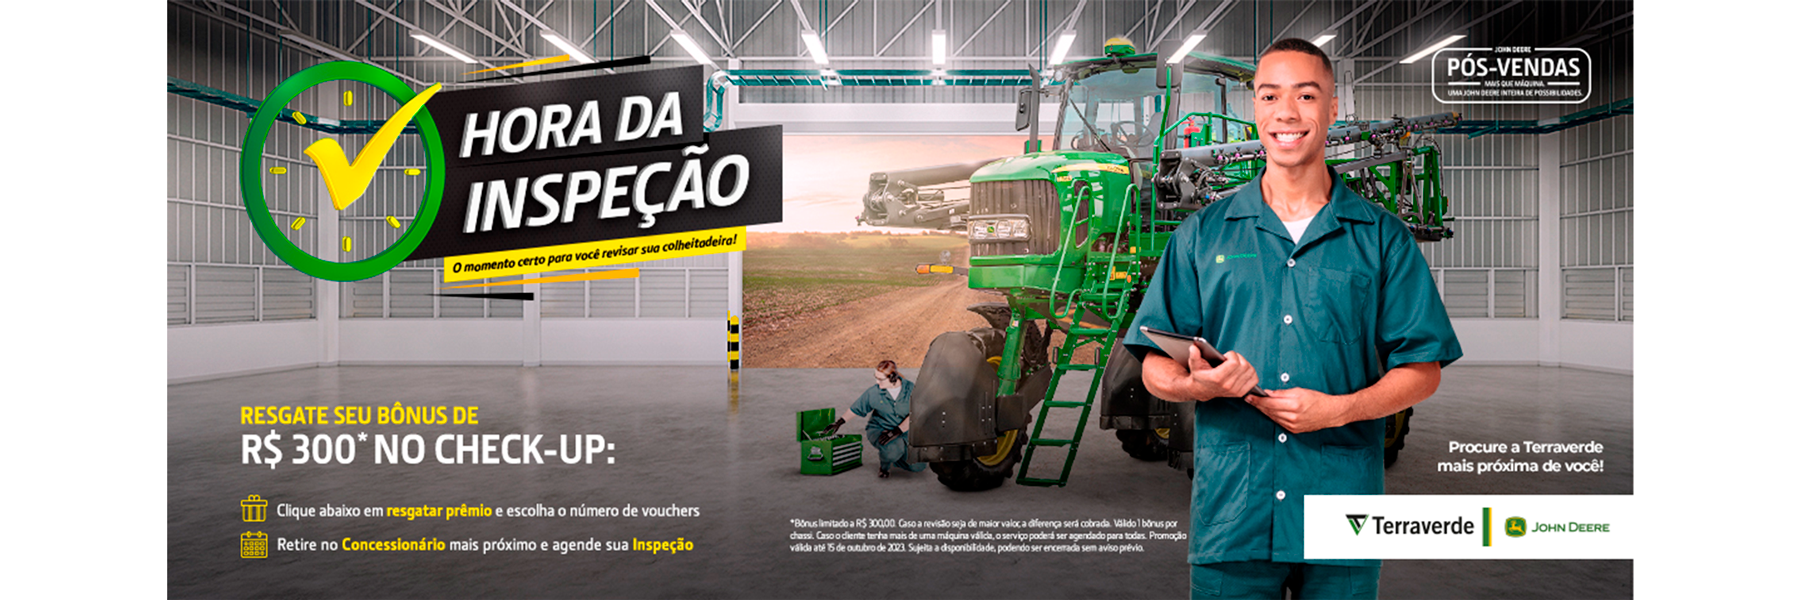 HORA DA
INSPEÇÃO
O momento certo para você revisar sua colheitadeira!
JOHN DEERE
PÓS-VENDAS
MAIS QUE MÁQUINA.
UMA JOHN DEERE INTEIRA DE POSSIBILIDADES.
RESGATE SEU BÔNUS DE
R$ 300* NO CHECK-UP:
Clique abaixo em resgatar prêmio e escolha o número de vouchers
Retire no Concessionário mais próximo e agende sua Inspeção
*Bônus limitado a R$ 300,00. Caso a revisão seja de maior valor, a diferença será cobrada. Válido 1 bônus por
chassi. Caso o cliente tenha mais de uma máquina válida, o serviço poderá ser agendado para todas. Promoção
válida até 15 de outubro de 2023. Sujeita a disponibilidade, podendo ser encerrada sem aviso prévio.
JOHN DEERE
Procure a Terraverde
mais próxima de você!
Terraverde
JOHN DEERE